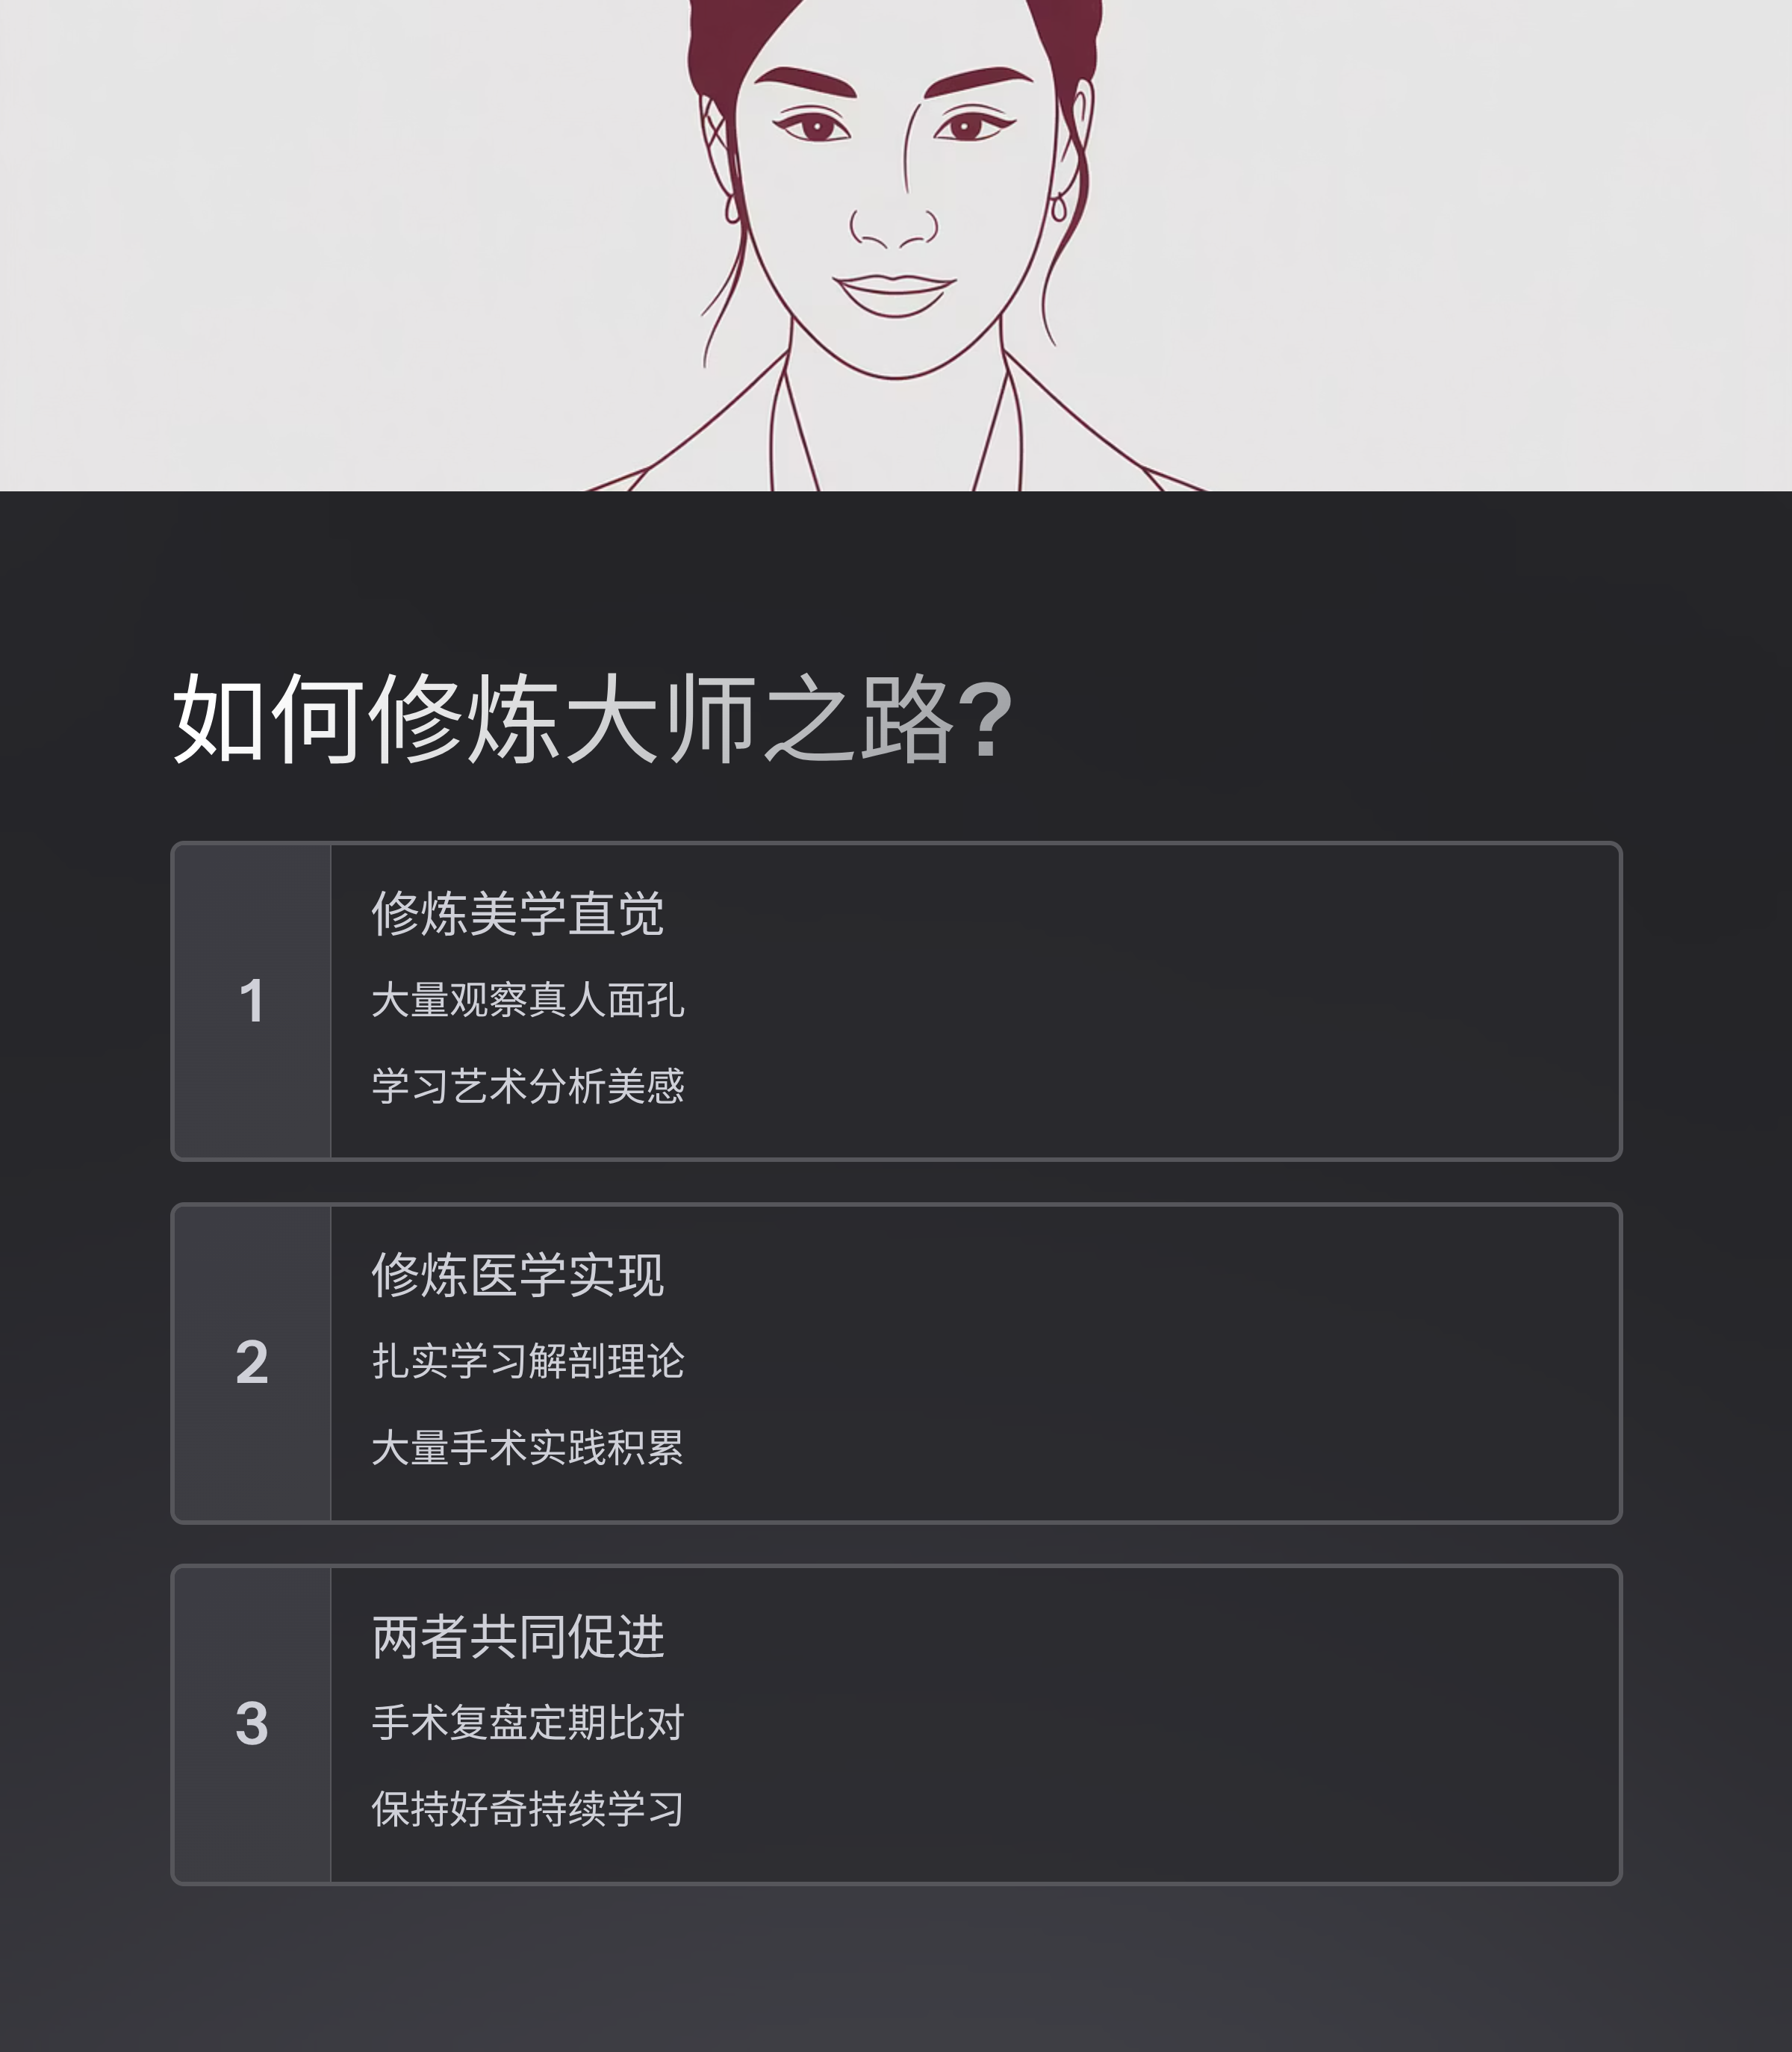 如何修炼大师之路?
1
修炼美学直觉
大量观察真人面孔
学习艺术分析美感
2
修炼医学实现
扎实学习解剖理论
大量手术实践积累
3
两者共同促进
手术复盘定期比对
保持好奇持续学习